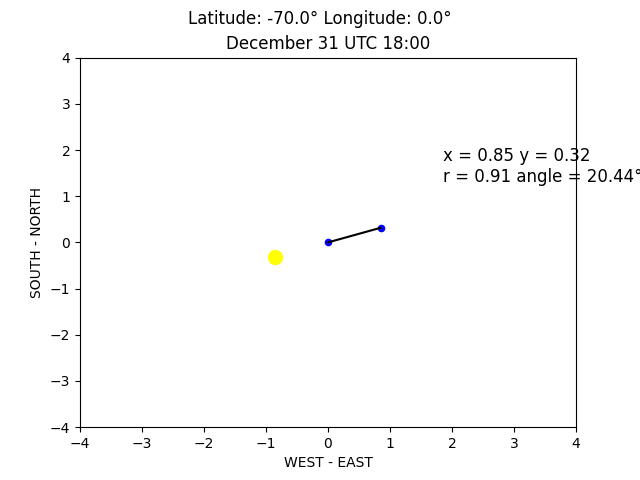 Latitude: -70.0° Longitude: 0.0°
December 31 UTC 18:00
4
3
2
1
0
−1
−2
−3
−4
SOUTH - NORTH
x = 0.85 y = 0.32
r = 0.91 angle = 20.44°
−4 −3 −2 −1 0 1 2 3 4
WEST - EAST